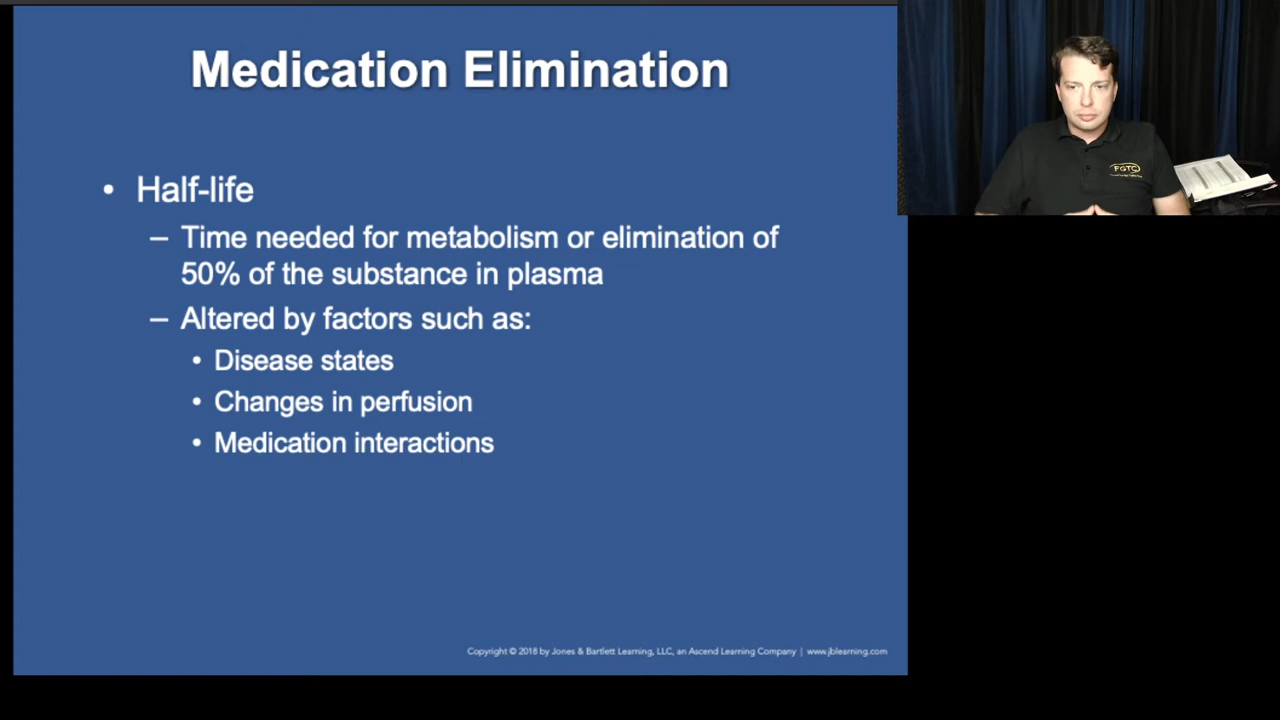 Medication Elimination
• Half-life
– Time needed for metabolism or elimination of
50% of the substance in plasma
– Altered by factors such as:
• Disease states
• Changes in perfusion
• Medication interactions
Copyright © 2018 by Jones & Bartlett Learning, LLC, an Ascend Learning Company | www.jblearning.com
FGTC